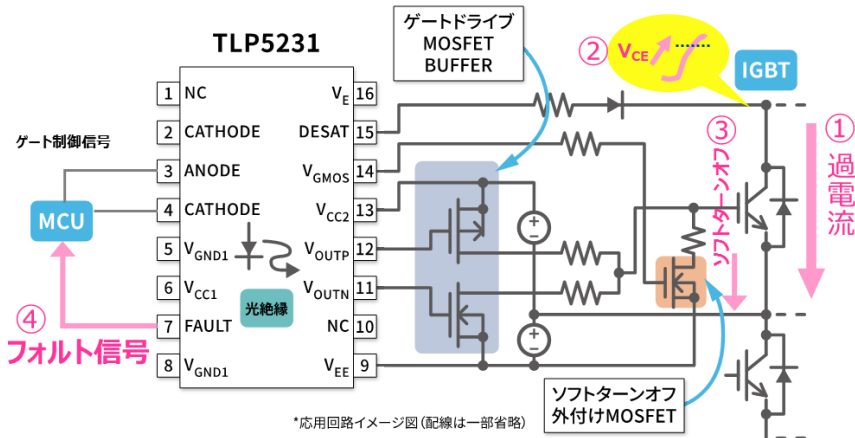 TLP5231
ゲートドライブ
MOSFET
BUFFER
②
VCE
IGBT
1 NC
VE 16
2 CATHODE
DESAT 15
3 ANODE
VGMOS 14
4 CATHODE
VCC2 13
5 VGND1
VOUTP 12
6 VCC1
VOUTN 11
7 FAULT
NC 10
8 VGND1
VEE 9
光絶縁
ゲート制御信号
MCU
④
フォルト信号
③
ソフトターンオフ
①
過電流
ソフトターンオフ
外付けMOSFET
*応用回路イメージ図(配線は一部省略)